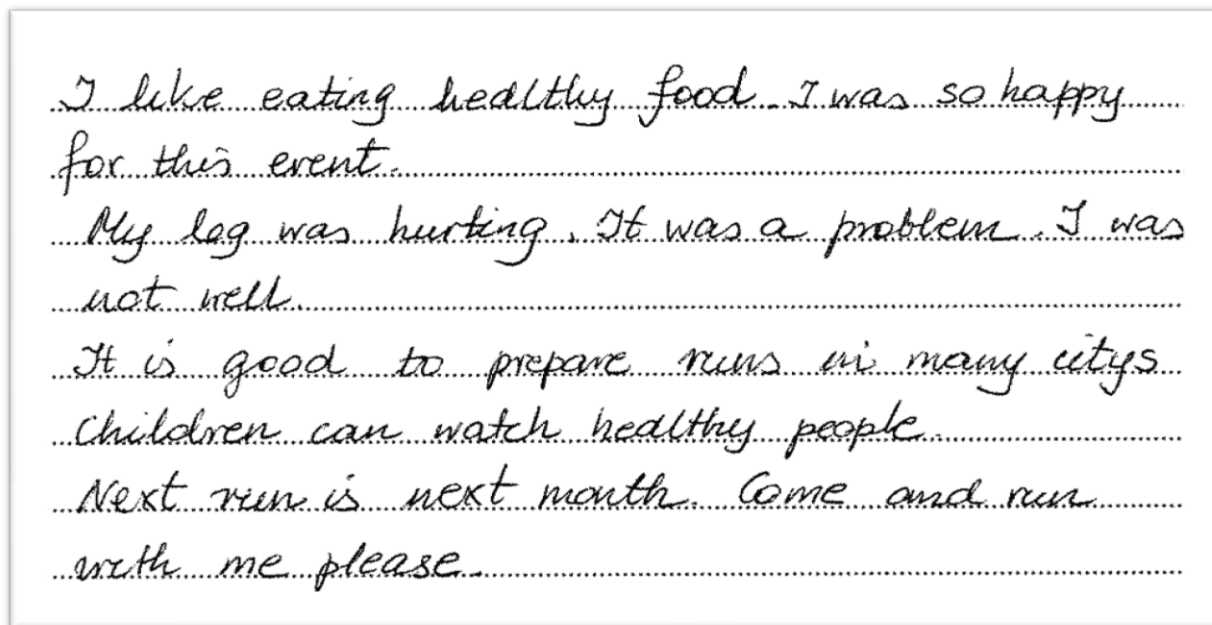 I like eating healthy food. I was so happy
for this event.
My leg was hurting. It was a problem. I was
not well.
It is good to prepare runs in many citys
Children can watch healthy people.
Next run is next month. Come and run
with me please.